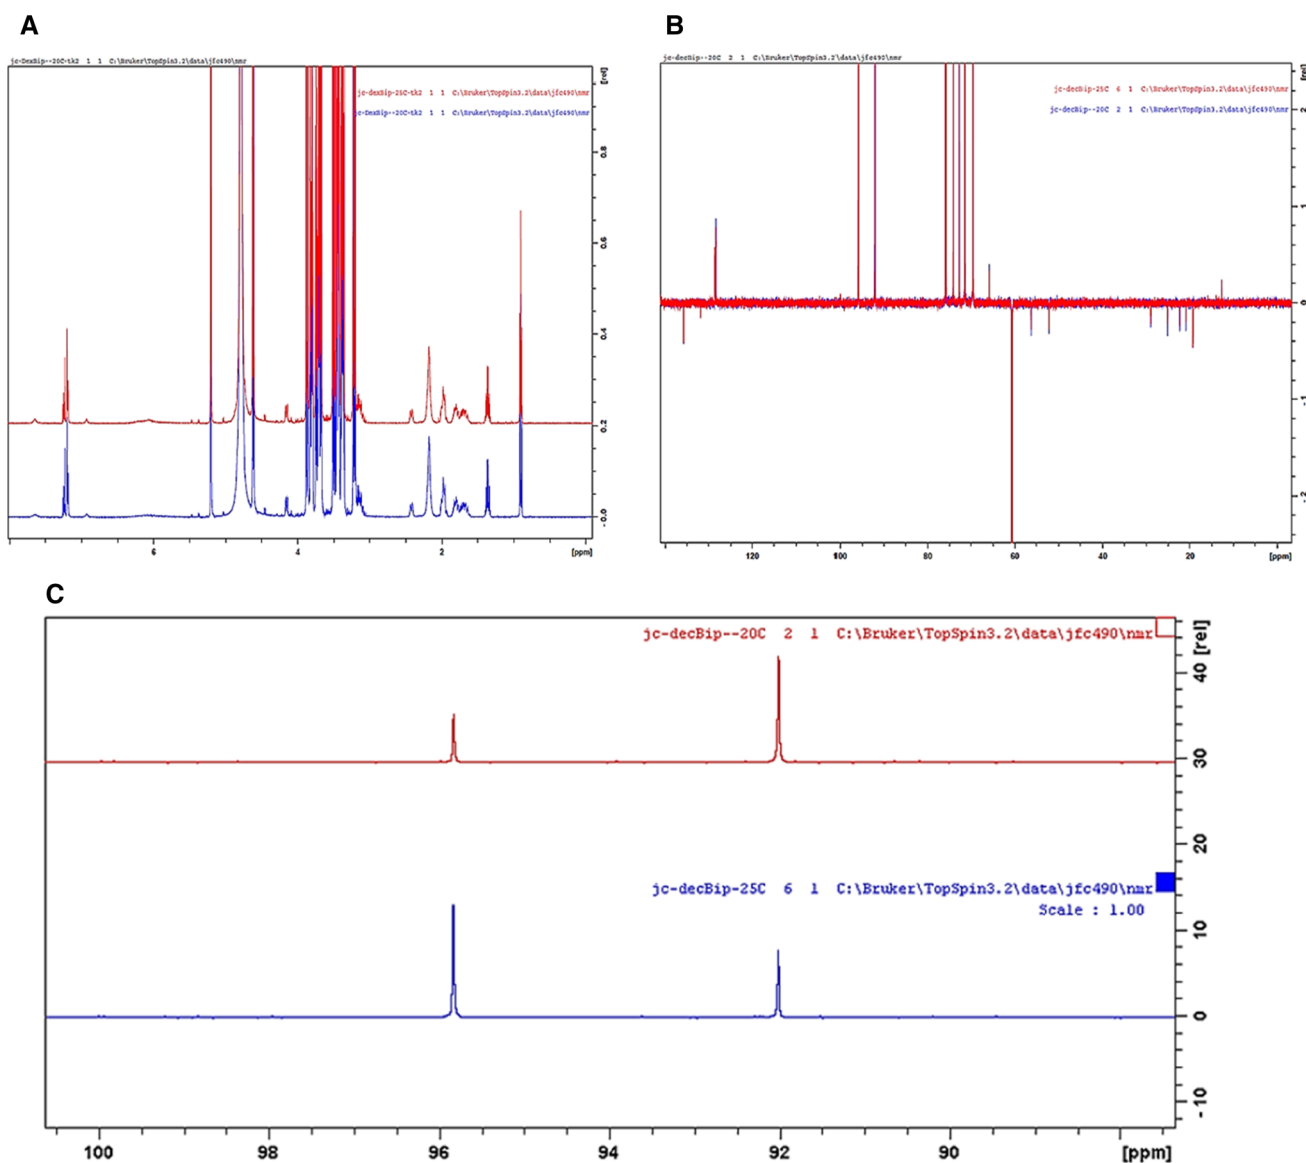 A
jc-DexBip--20C-tk2 1 1 C:\Bruker\TopSpin3.2\data\jfc490\nmr
jc-dexBip-25C-tk2 1 1 C:\Bruker\TopSpin3.2\data\jfc490\nmr
jc-DexBip--20C-tk2 1 1 C:\Bruker\TopSpin3.2\data\jfc490\nmr
[rel]
0.8
0.6
0.4
0.2
-0.0
6 4 2 [ppm]
B
jc-decBip--20C 2 1 C:\Bruker\TopSpin3.2\data\jfc490\nmr
jc-decBip-25C 6 1 C:\Bruker\TopSpin3.2\data\jfc490\nmr
jc-decBip--20C 2 1 C:\Bruker\TopSpin3.2\data\jfc490\nmr
[rel]
2
1
0
-1
-2
120 100 80 60 40 20 [ppm]
C
jc-decBip--20C 2 1 C:\Bruker\TopSpin3.2\data\jfc490\nmr
jc-decBip-25C 6 1 C:\Bruker\TopSpin3.2\data\jfc490\nmr
Scale : 1.00
[rel]
40
30
20
10
0
-10
100 98 96 94 92 90 [ppm]